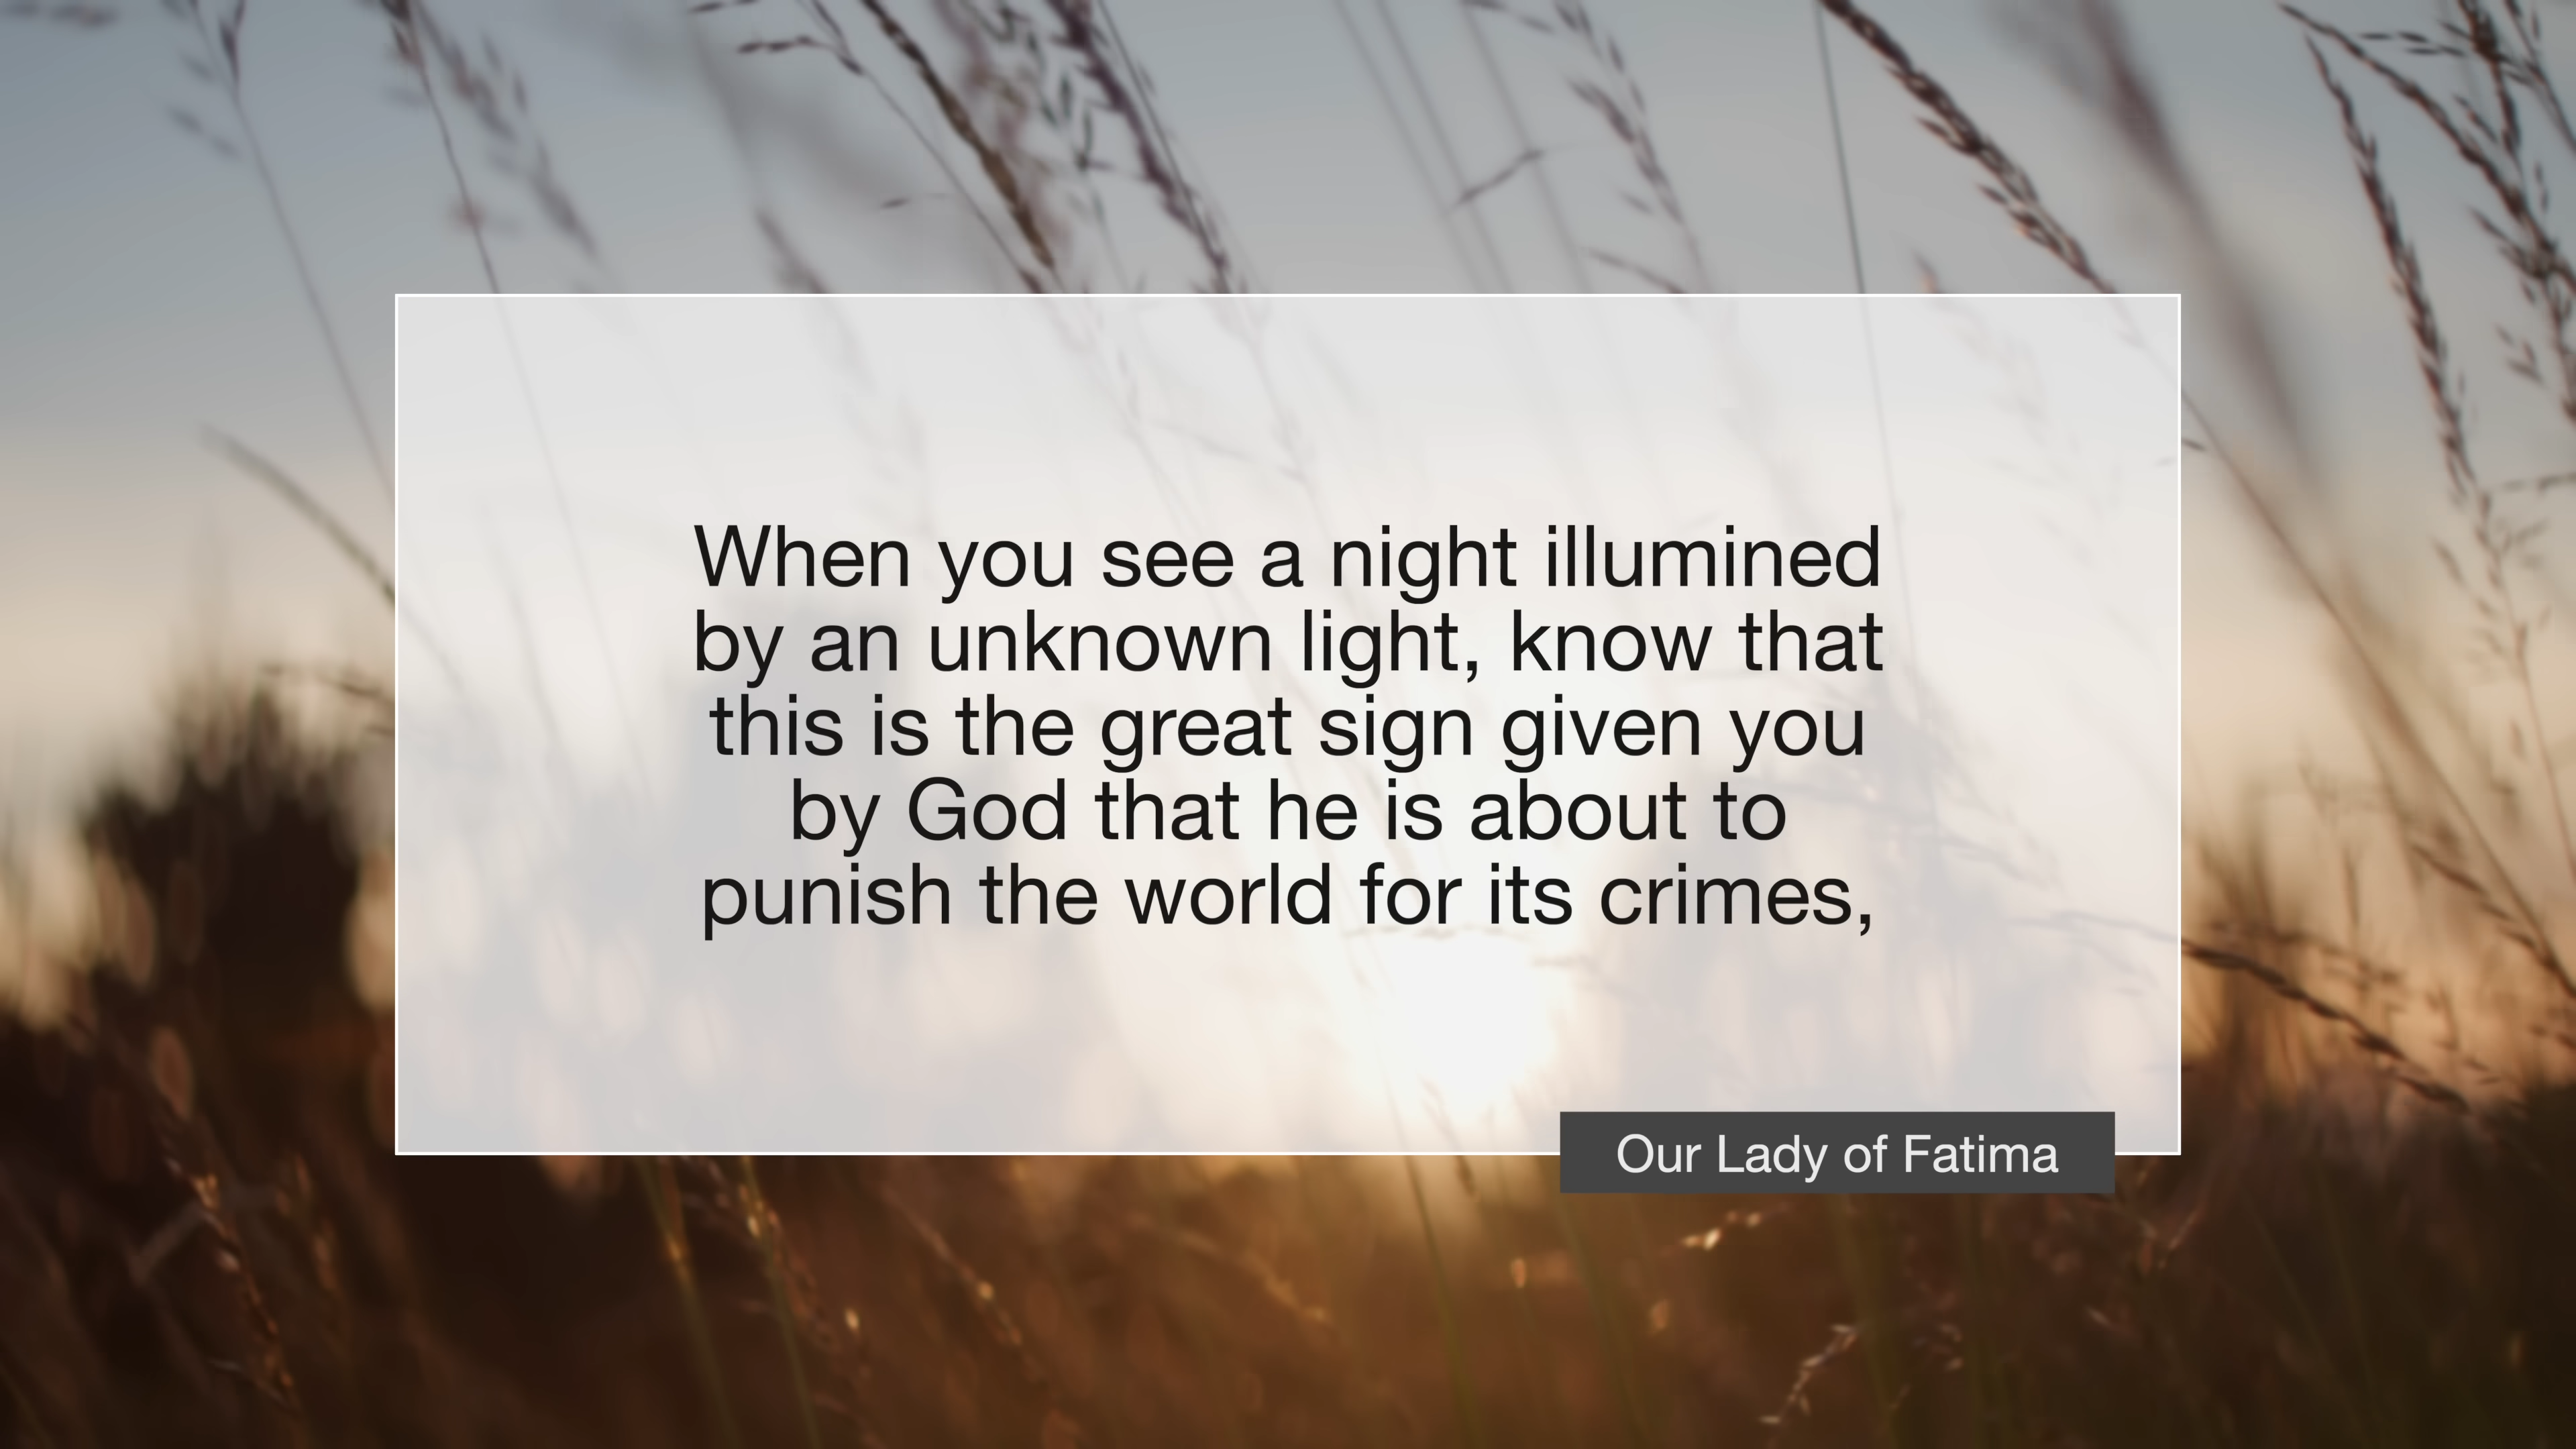 When you see a night illumined
by an unknown light, know that
this is the great sign given you
by God that he is about to
punish the world for its crimes,
Our Lady of Fatima